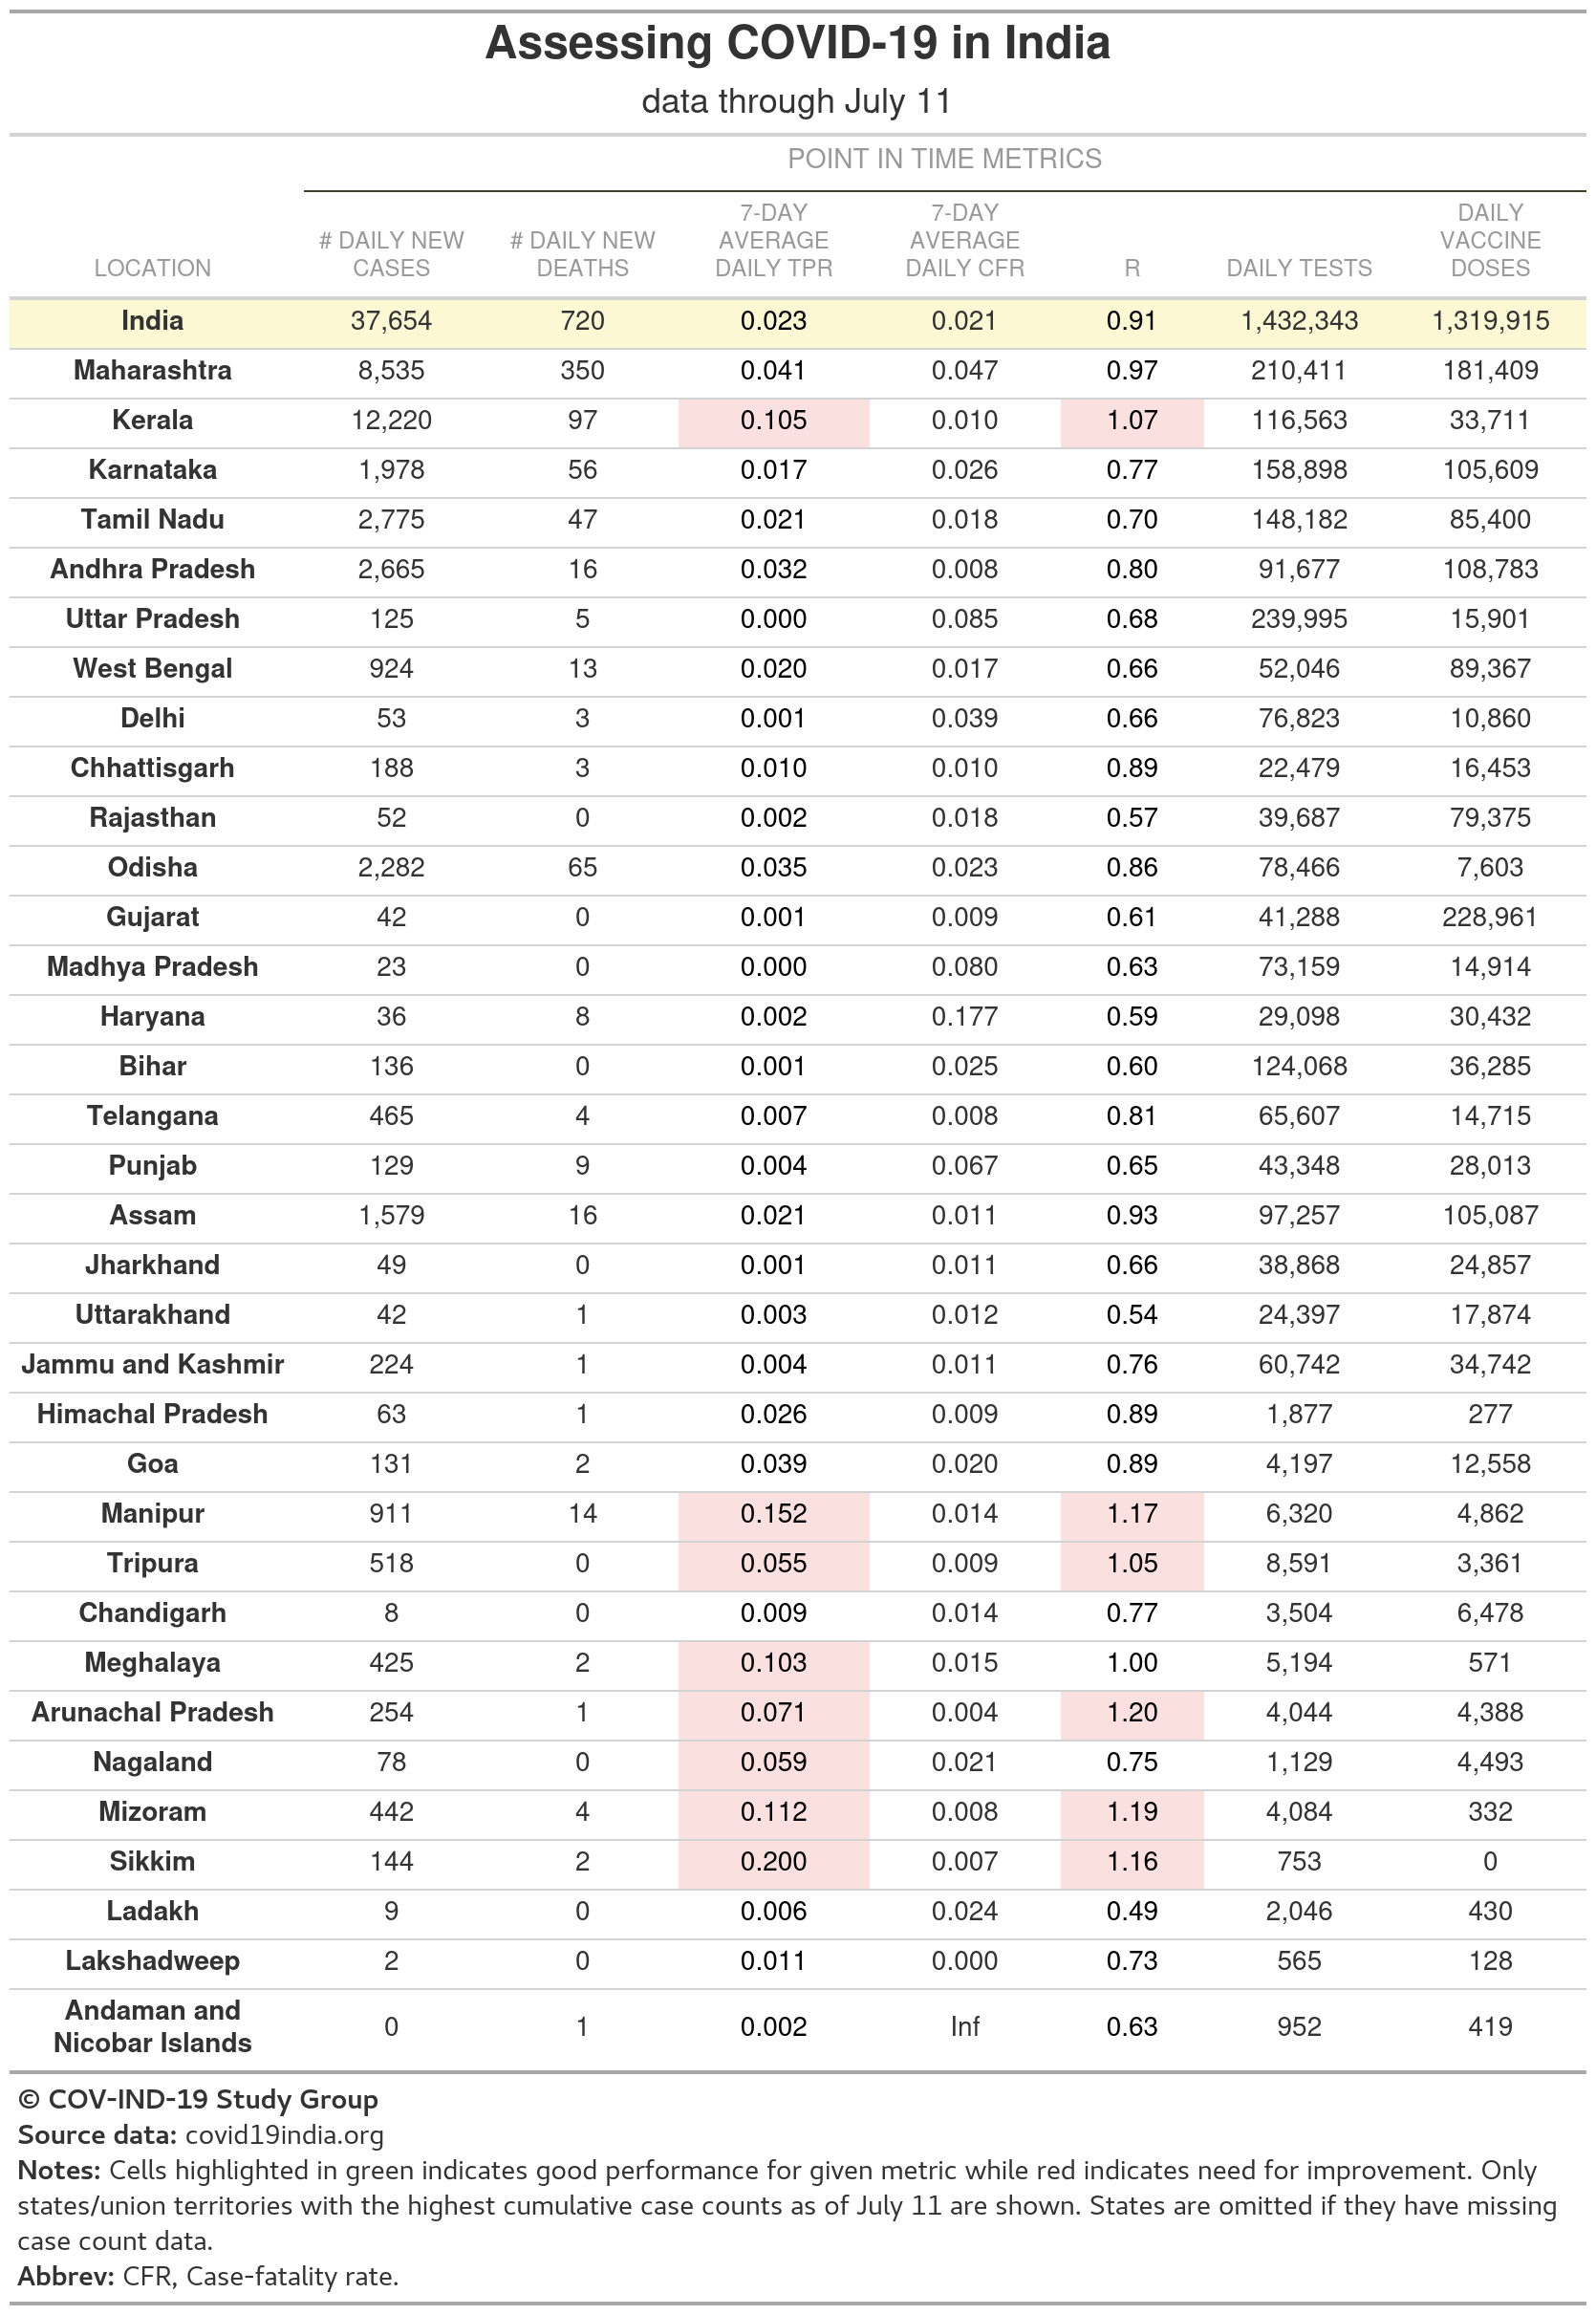 Assessing COVID-19 in India
data through July 11
POINT IN TIME METRICS
LOCATION # DAILY NEW CASES # DAILY NEW DEATHS 7-DAY AVERAGE DAILY TPR 7-DAY AVERAGE DAILY CFR R DAILY TESTS DAILY VACCINE DOSES
India 37,654 720 0.023 0.021 0.91 1,432,343 1,319,915
Maharashtra 8,535 350 0.041 0.047 0.97 210,411 181,409
Kerala 12,220 97 0.105 0.010 1.07 116,563 33,711
Karnataka 1,978 56 0.017 0.026 0.77 158,898 105,609
Tamil Nadu 2,775 47 0.021 0.018 0.70 148,182 85,400
Andhra Pradesh 2,665 16 0.032 0.008 0.80 91,677 108,783
Uttar Pradesh 125 5 0.000 0.085 0.68 239,995 15,901
West Bengal 924 13 0.020 0.017 0.66 52,046 89,367
Delhi 53 3 0.001 0.039 0.66 76,823 10,860
Chhattisgarh 188 3 0.010 0.010 0.89 22,479 16,453
Rajasthan 52 0 0.002 0.018 0.57 39,687 79,375
Odisha 2,282 65 0.035 0.023 0.86 78,466 7,603
Gujarat 42 0 0.001 0.009 0.61 41,288 228,961
Madhya Pradesh 23 0 0.000 0.080 0.63 73,159 14,914
Haryana 36 8 0.002 0.177 0.59 29,098 30,432
Bihar 136 0 0.001 0.025 0.60 124,068 36,285
Telangana 465 4 0.007 0.008 0.81 65,607 14,715
Punjab 129 9 0.004 0.067 0.65 43,348 28,013
Assam 1,579 16 0.021 0.011 0.93 97,257 105,087
Jharkhand 49 0 0.001 0.011 0.66 38,868 24,857
Uttarakhand 42 1 0.003 0.012 0.54 24,397 17,874
Jammu and Kashmir 224 1 0.004 0.011 0.76 60,742 34,742
Himachal Pradesh 63 1 0.026 0.009 0.89 1,877 277
Goa 131 2 0.039 0.020 0.89 4,197 12,558
Manipur 911 14 0.152 0.014 1.17 6,320 4,862
Tripura 518 0 0.055 0.009 1.05 8,591 3,361
Chandigarh 8 0 0.009 0.014 0.77 3,504 6,478
Meghalaya 425 2 0.103 0.015 1.00 5,194 571
Arunachal Pradesh 254 1 0.071 0.004 1.20 4,044 4,388
Nagaland 78 0 0.059 0.021 0.75 1,129 4,493
Mizoram 442 4 0.112 0.008 1.19 4,084 332
Sikkim 144 2 0.200 0.007 1.16 753 0
Ladakh 9 0 0.006 0.024 0.49 2,046 430
Lakshadweep 2 0 0.011 0.000 0.73 565 128
Andaman and Nicobar Islands 0 1 0.002 Inf 0.63 952 419
© COV-IND-19 Study Group
Source data: covid19india.org
Notes: Cells highlighted in green indicates good performance for given metric while red indicates need for improvement. Only
states/union territories with the highest cumulative case counts as of July 11 are shown. States are omitted if they have missing
case count data.
Abbrev: CFR, Case-fatality rate.